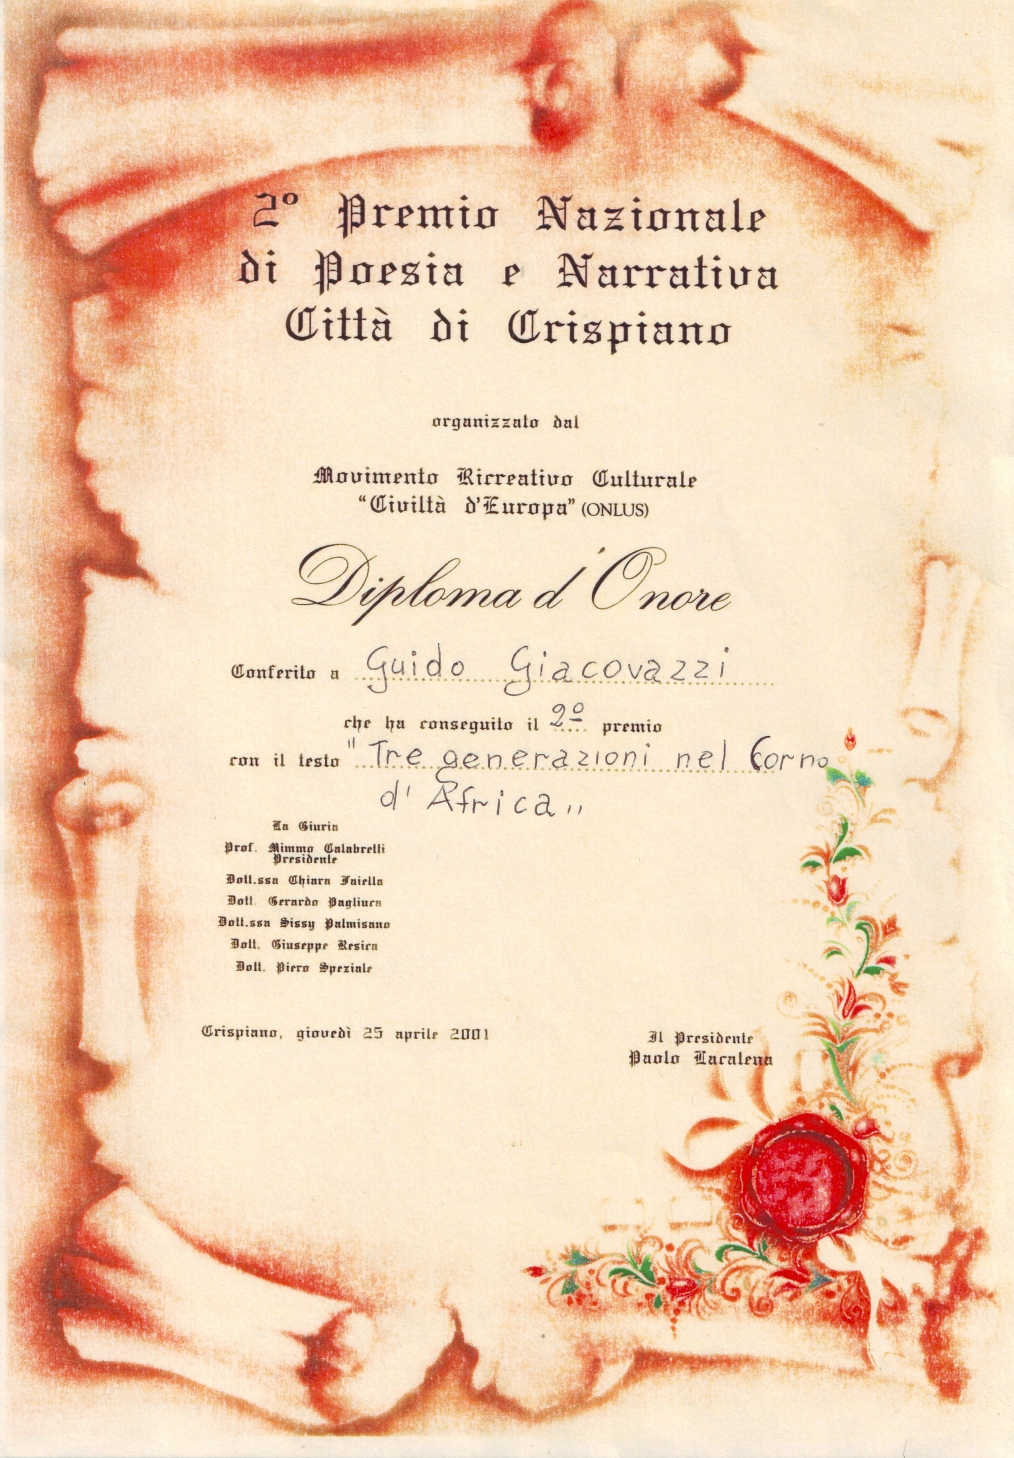 2° Premio Nazionale
di Poesia e Narrativa
Città di Crispiano
organizzato dal
Movimento Ricreativo Culturale
“Civiltà d'Europa” (ONLUS)
Diploma d'Onore
Conferito a Guido Giacovazzi
che ha conseguito il 2º premio
con il testo "Tre generazioni nel Corno
d'Africa"
La Giuria
Prof. Mimmo Calabretti
Presidente
Dott.ssa Chiara Faiella
Dott. Gerardo Pagliuca
Dott.ssa Sissy Palmisano
Dott. Giuseppe Resica
Dott. Piero Speziale
Crispiano, giovedì 25 aprile 2001
Il Presidente
Paolo Lacatena